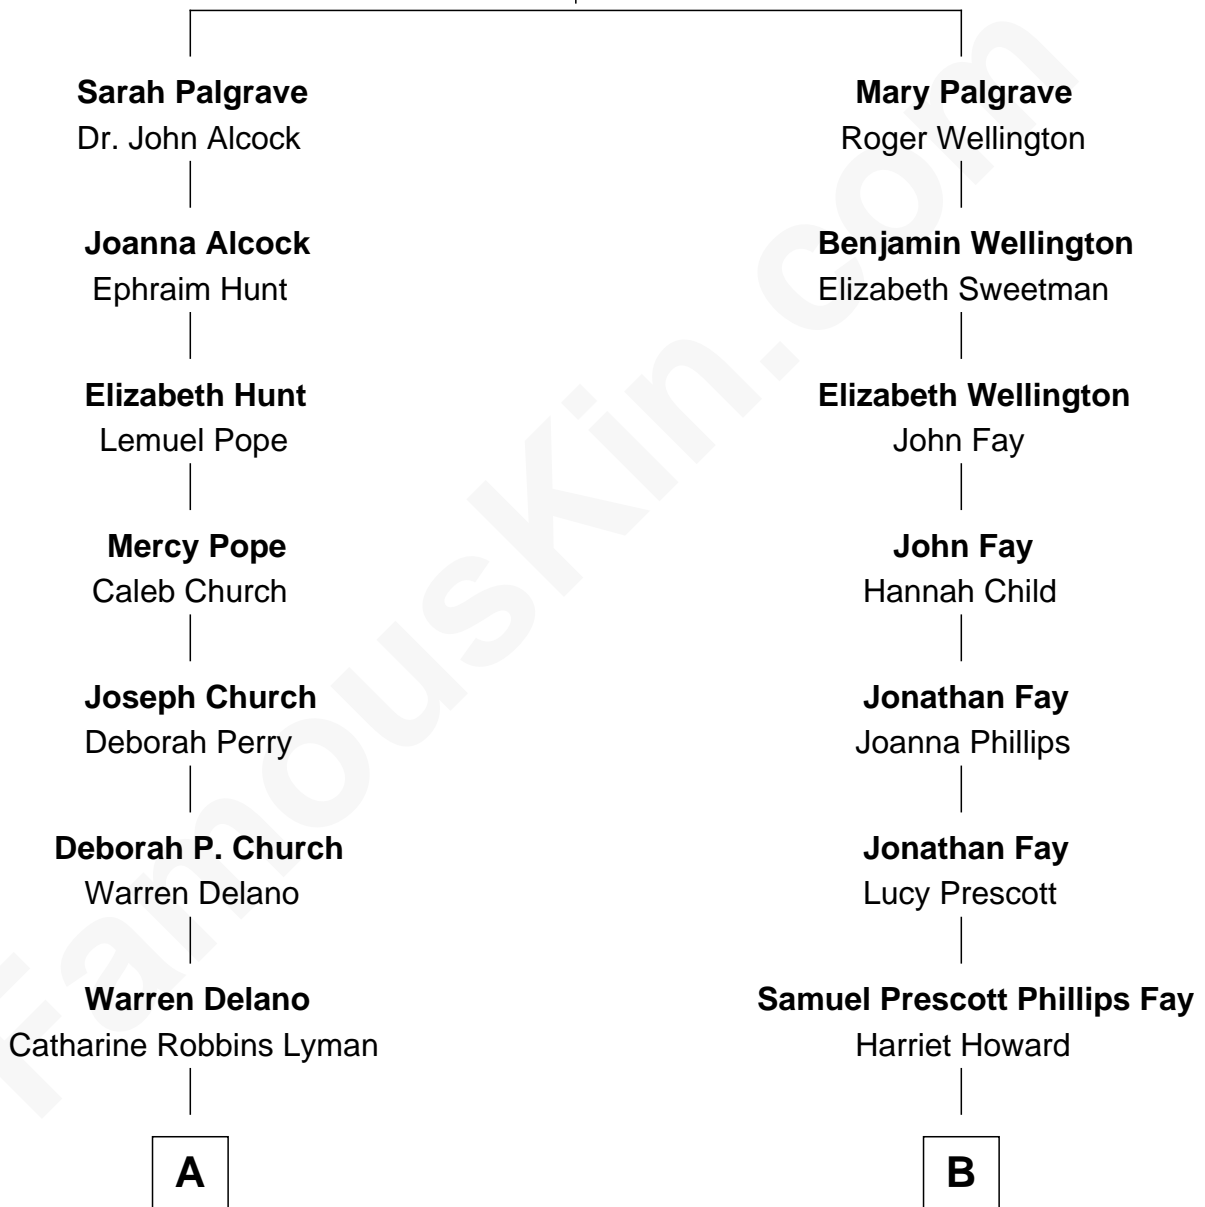 Sarah Palgrave
Dr. John Alcock
Mary Palgrave
Roger Wellington
Joanna Alcock
Ephraim Hunt
Benjamin Wellington
Elizabeth Sweetman
Elizabeth Hunt
Lemuel Pope
Elizabeth Wellington
John Fay
Mercy Pope
Caleb Church
John Fay
Hannah Child
Joseph Church
Deborah Perry
Jonathan Fay
Joanna Phillips
Deborah P. Church
Warren Delano
Jonathan Fay
Lucy Prescott
Warren Delano
Catharine Robbins Lyman
Samuel Prescott Phillips Fay
Harriet Howard
A
B
FamousKin.com